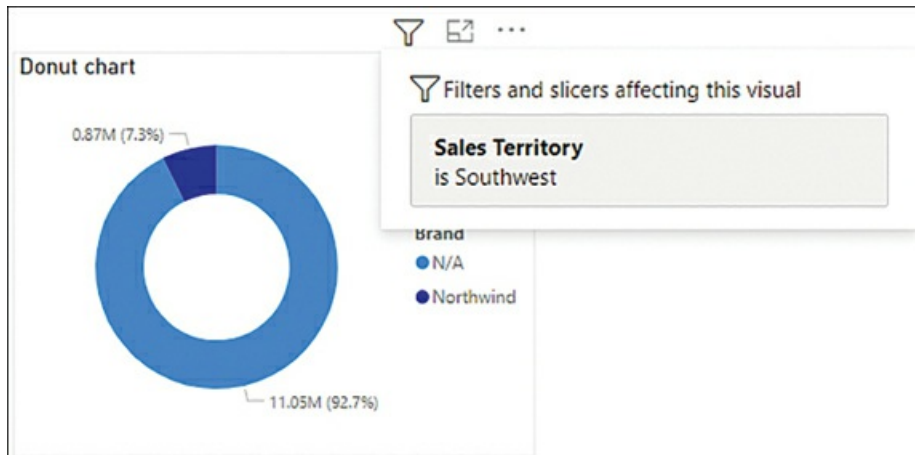 Donut chart
Filters and slicers affecting this visual
Sales Territory
is Southwest
0.87M (7.3%)
Brand
N/A
Northwind
11.05M (92.7%)